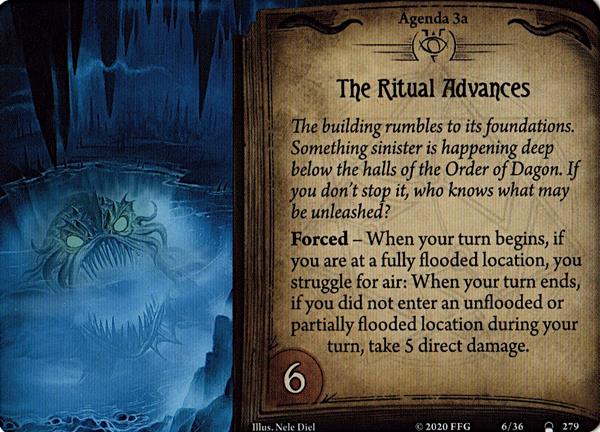 Agenda 3a
The Ritual Advances
The building rumbles to its foundations.
Something sinister is happening deep
below the halls of the Order of Dagon. If
you don't stop it, who knows what may
be unleashed?
Forced – When your turn begins, if
you are at a fully flooded location, you
struggle for air: When your turn ends,
if you did not enter an unflooded or
partially flooded location during your
turn, take 5 direct damage.
6
Illus. Nele Diel © 2020 FFG 6/36 279